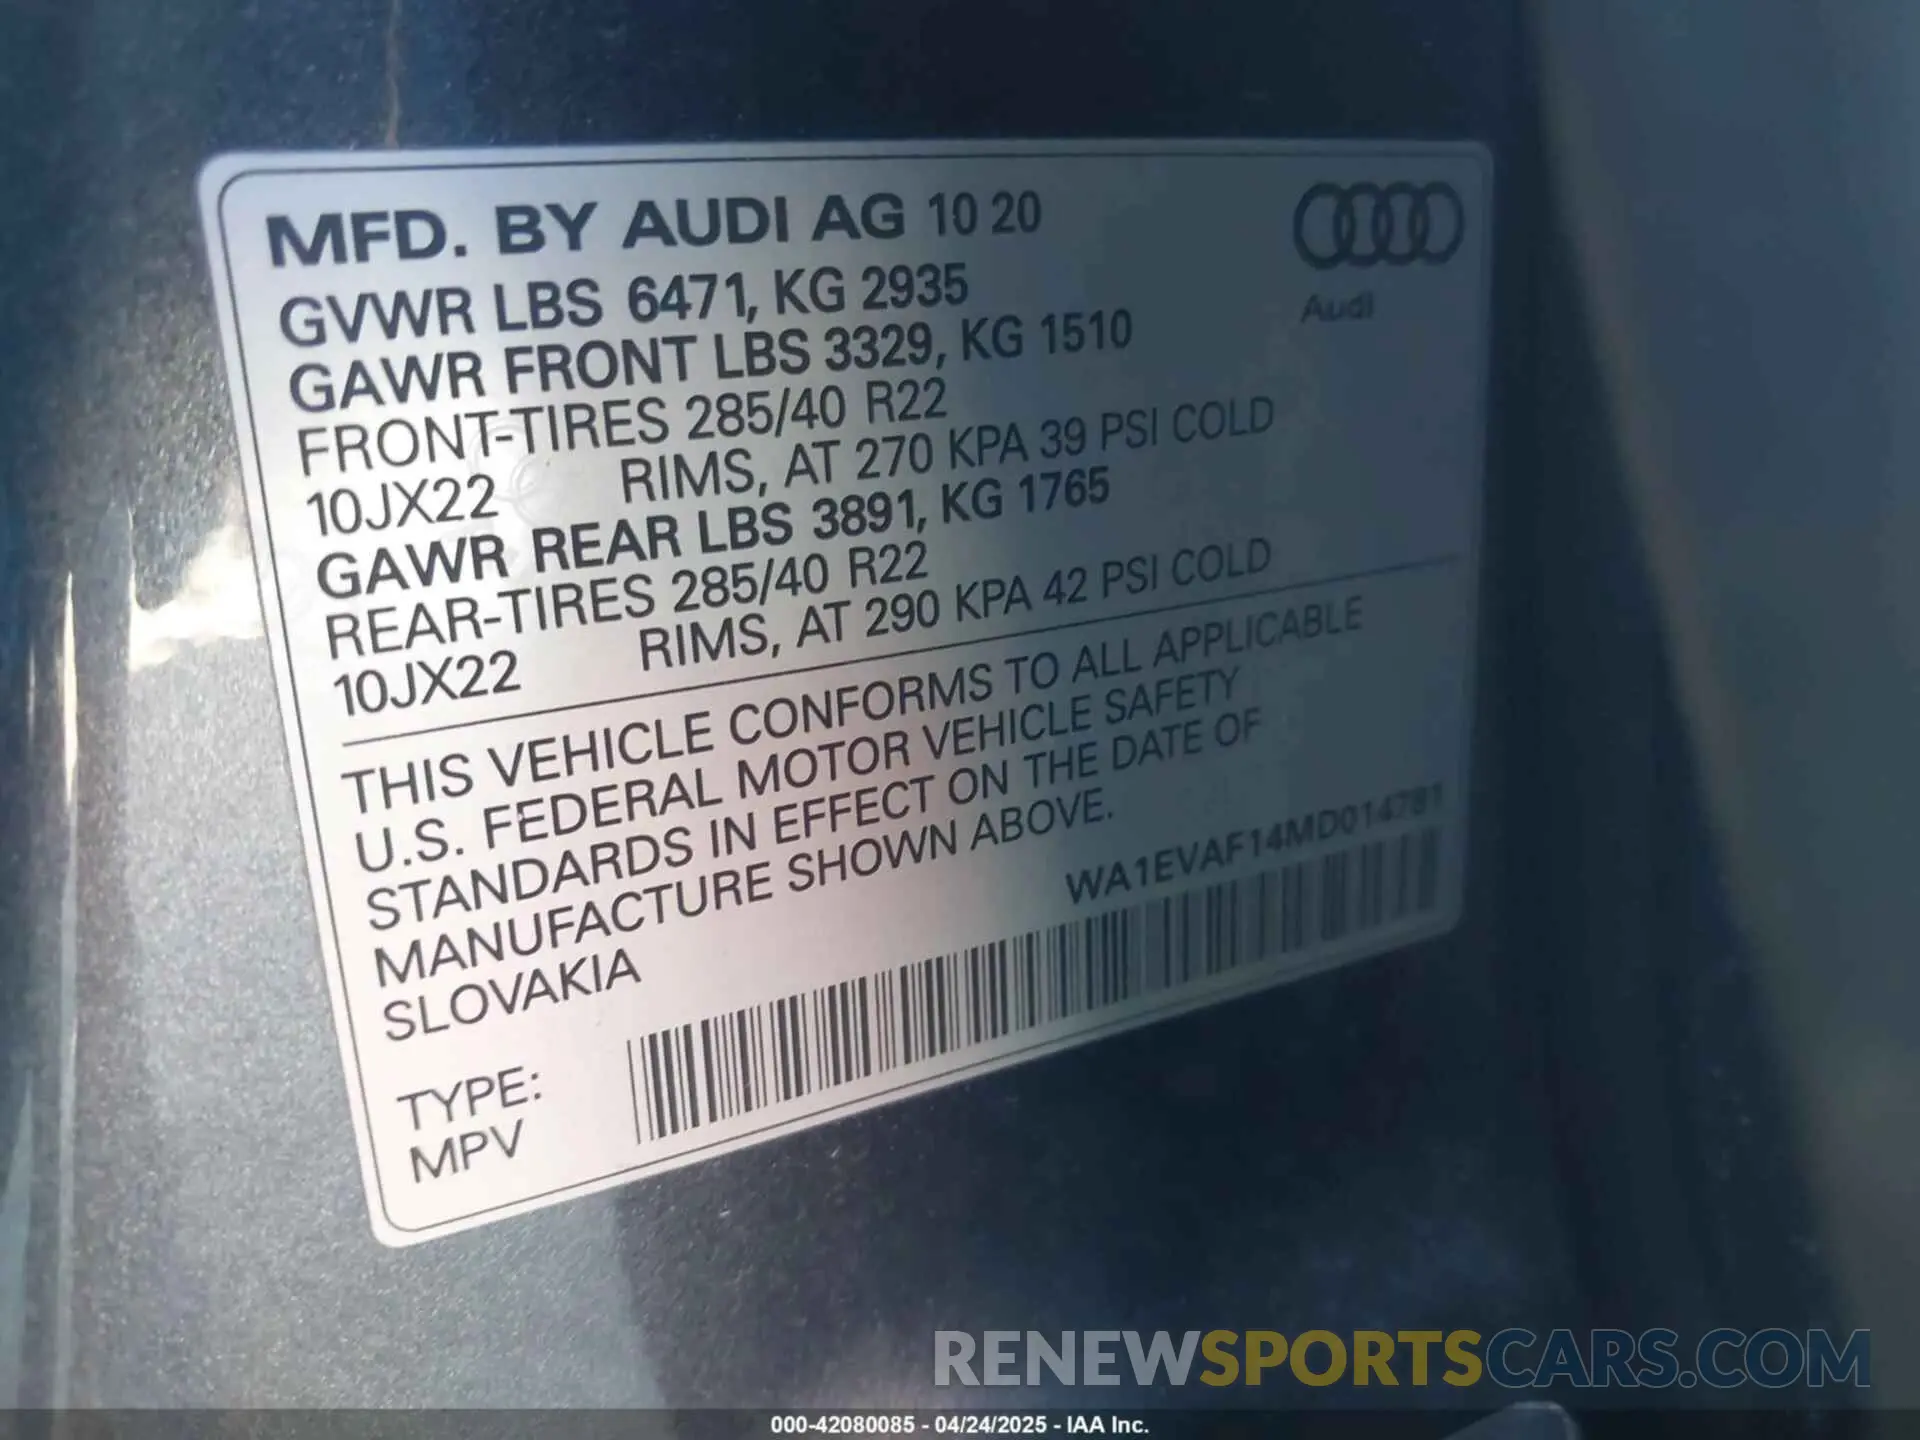 MFD. BY AUDI AG 10 20
Audi
GVWR LBS 6471, KG 2935
GAWR FRONT LBS 3329, KG 1510
FRONT-TIRES 285/40 R22
10JX22 RIMS, AT 270 KPA 39 PSI COLD
GAWR REAR LBS 3891, KG 1765
REAR-TIRES 285/40 R22
10JX22 RIMS, AT 290 KPA 42 PSI COLD
THIS VEHICLE CONFORMS TO ALL APPLICABLE
U.S. FEDERAL MOTOR VEHICLE SAFETY
STANDARDS IN EFFECT ON THE DATE OF
MANUFACTURE SHOWN ABOVE.
SLOVAKIA
WA1EVAF14MD014781
TYPE:
MPV
RENEWSPORTSCARS.COM
000-42080085 - 04/24/2025 - IAA Inc.